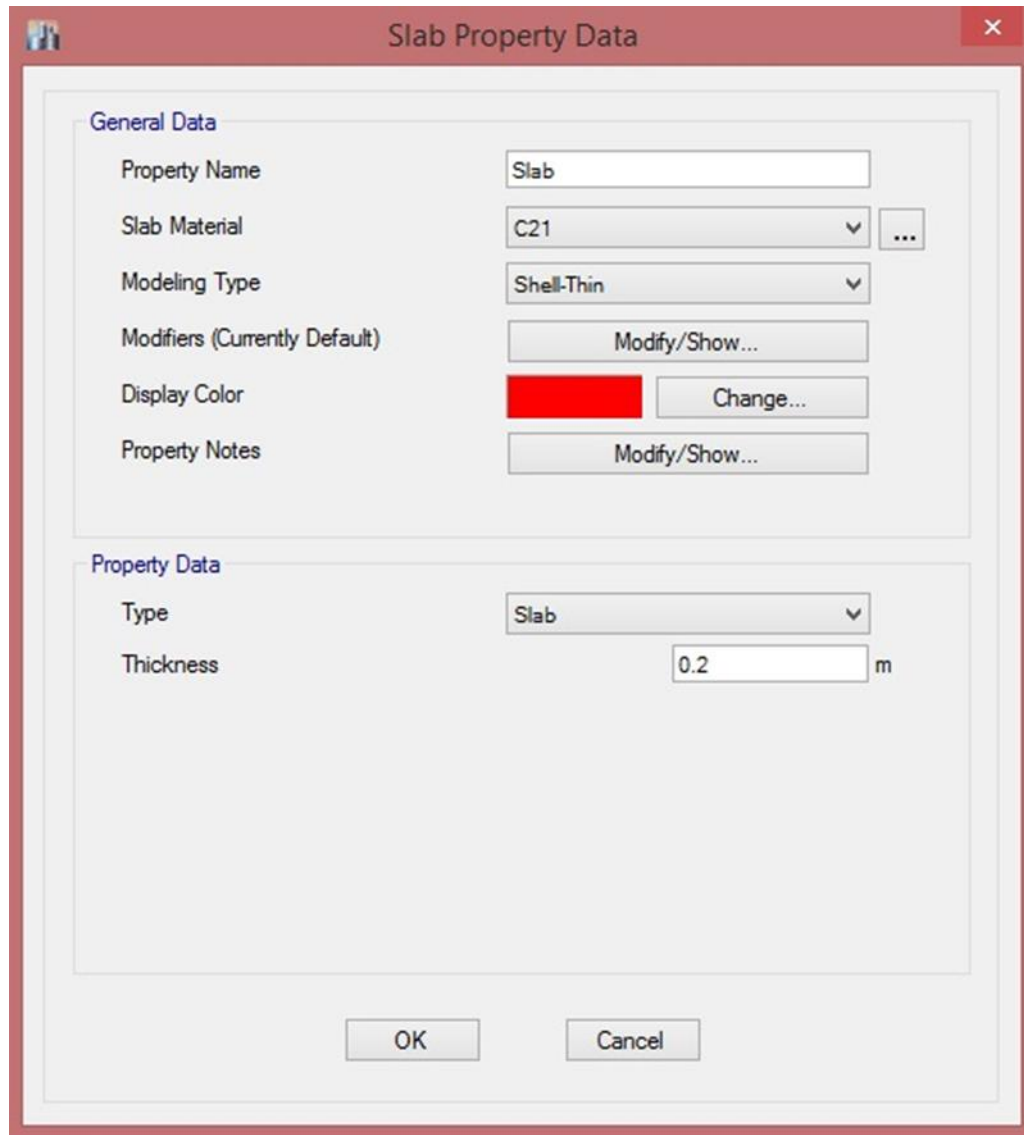 Slab Property Data
General Data
Property Name Slab
Slab Material C21 ...
Modeling Type Shell-Thin
Modifiers (Currently Default) Modify/Show...
Display Color Change...
Property Notes Modify/Show...
Property Data
Type Slab
Thickness 0.2 m
OK Cancel